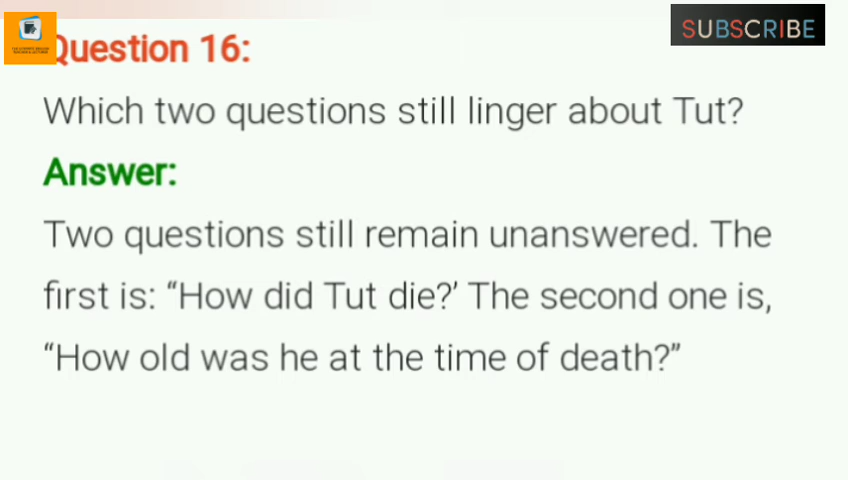 SUBSCRIBE
Question 16:
Which two questions still linger about Tut?
Answer:
Two questions still remain unanswered. The
first is: “How did Tut die?’ The second one is,
“How old was he at the time of death?”